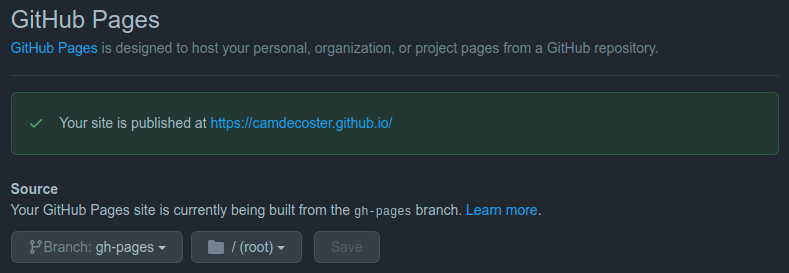 GitHub Pages
GitHub Pages is designed to host your personal, organization, or project pages from a GitHub repository.
Your site is published at https://camdecoster.github.io/
Source
Your GitHub Pages site is currently being built from the gh-pages branch. Learn more.
Branch: gh-pages / (root) Save